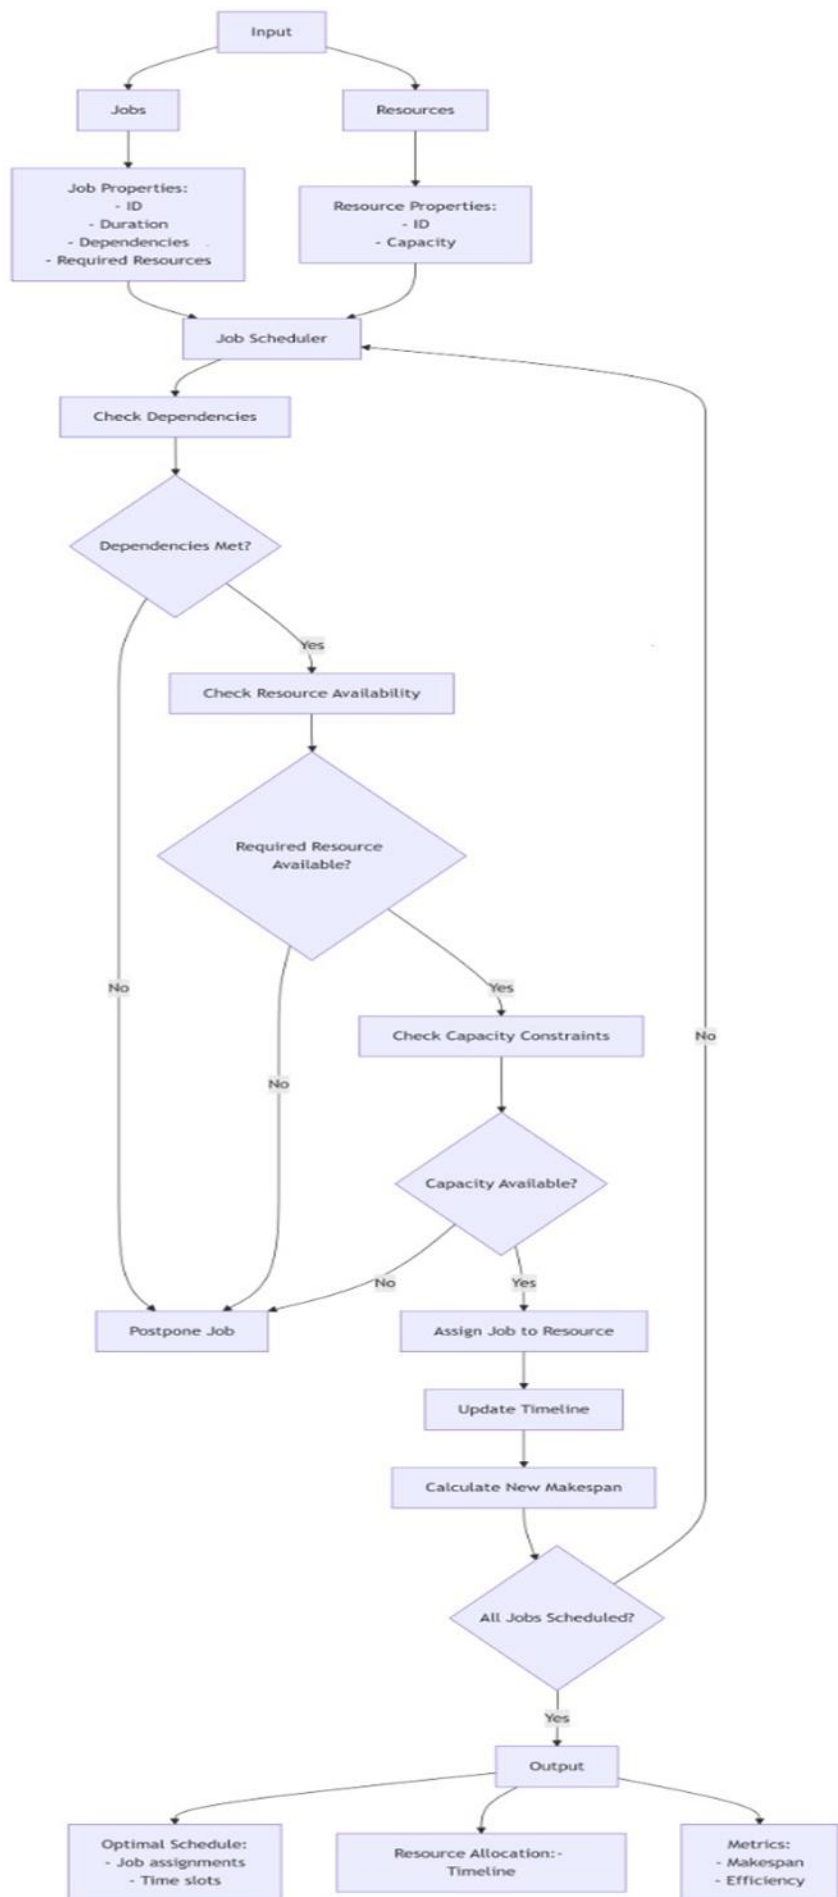 Input
Jobs
Resources
Job Properties:
- ID
- Duration
- Dependencies
- Required Resources
Resource Properties:
- ID
- Capacity
Job Scheduler
Check Dependencies
Dependencies Met?
Yes
Check Resource Availability
Required Resource
Available?
No
Yes
Check Capacity Constraints
No
No
Capacity Available?
No
Yes
Postpone Job
Assign Job to Resource
Update Timeline
Calculate New Makespan
All Jobs Scheduled?
Yes
Output
Optimal Schedule:
- Job assignments
- Time slots
Resource Allocation:-
Timeline
Metrics:
- Makespan
- Efficiency